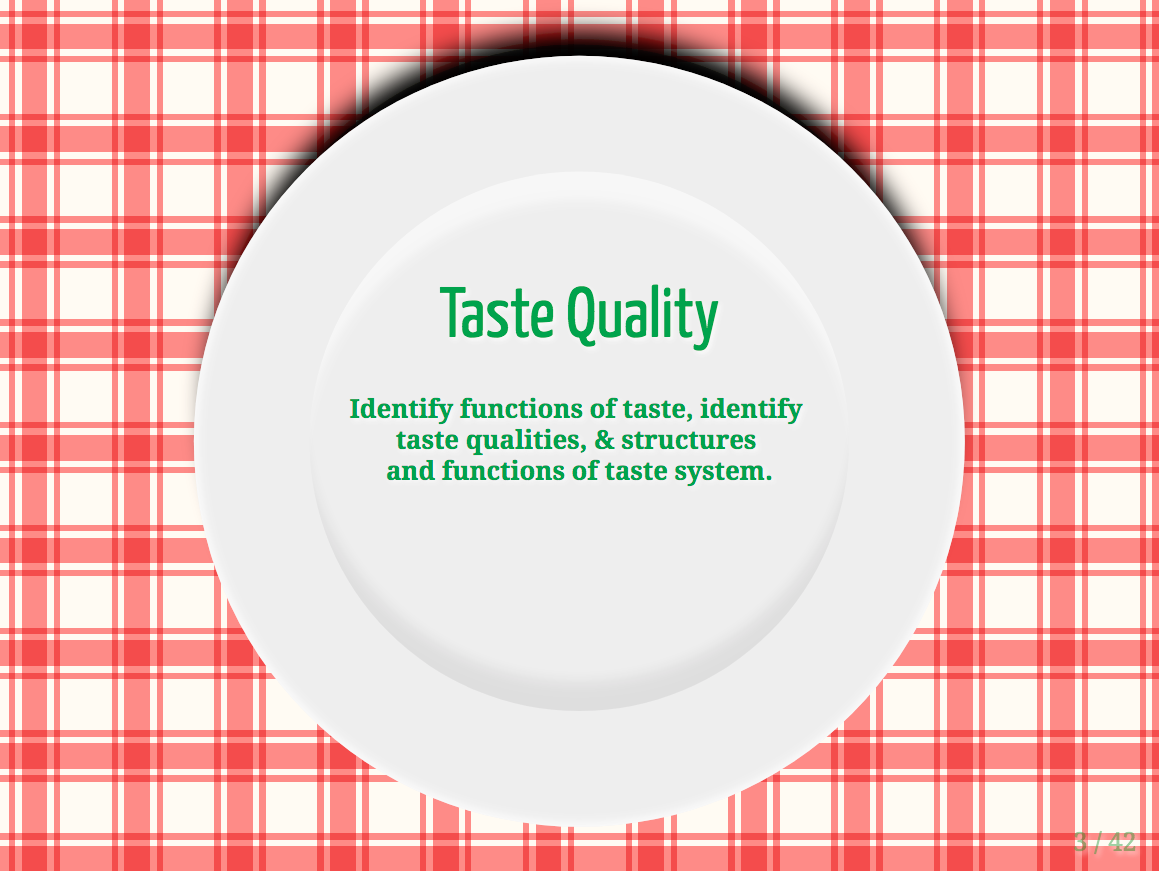 Taste Quality
Identify functions of taste, identify
taste qualities, & structures
and functions of taste system.
3 / 42